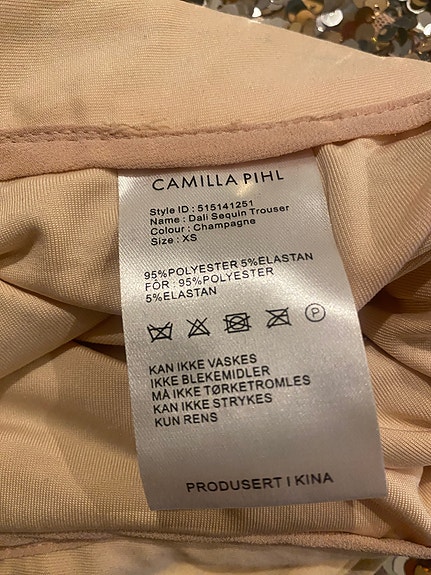 CAMILLA PIHL
Style ID : 515141251
Name : Dali Sequin Trouser
Colour : Champagne
Size : XS
95%POLYESTER 5%ELASTAN
FÓR : 95%POLYESTER
5%ELASTAN
P
KAN IKKE VASKES
IKKE BLEKEMIDLER
MÅ IKKE TØRKETROMLES
KAN IKKE STRYKES
KUN RENS
PRODUSERT I KINA